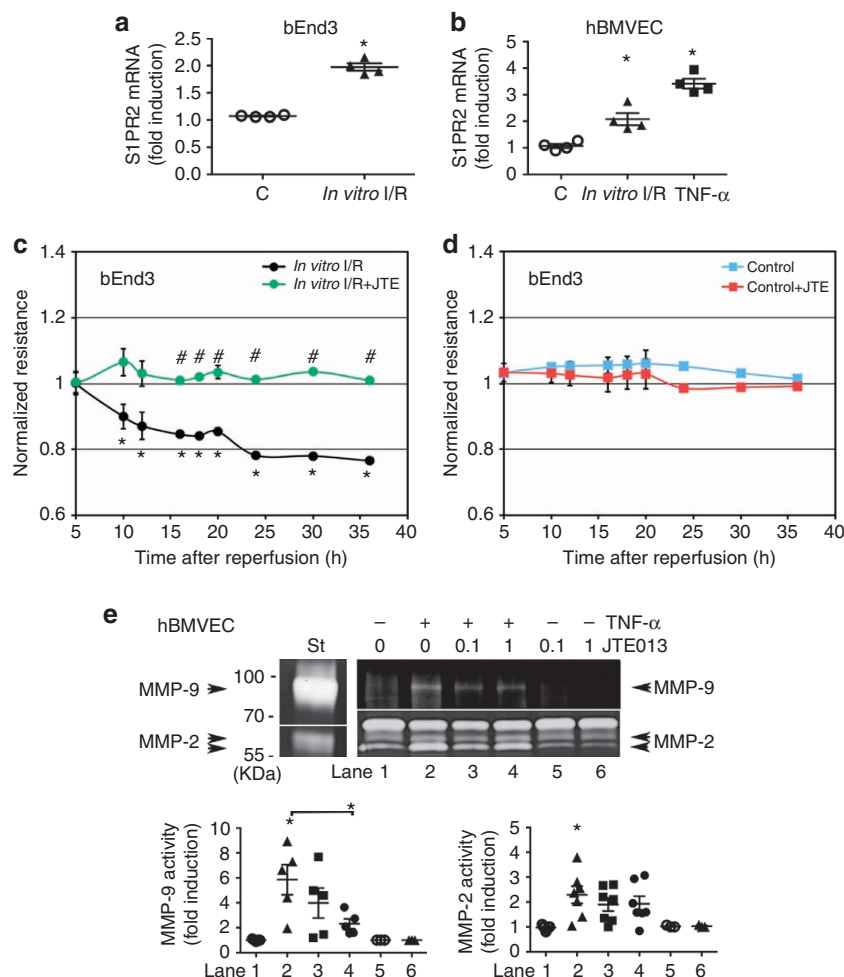 a
bEnd3
S1PR2 mRNA
(fold induction)
2.5
2.0
1.5
1.0
0.5
0.0
*
C
In vitro I/R
b
hBMVEC
S1PR2 mRNA
(fold induction)
5
4
3
2
1
0
*
*
C
In vitro I/R
TNF-α
c
1.4
1.2
1
0.8
0.6
Normalized resistance
bEnd3
In vitro I/R
In vitro I/R+JTE
# # # # # #
* * * * * * * *
5 10 15 20 25 30 35 40
Time after reperfusion (h)
d
1.4
1.2
1
0.8
0.6
Normalized resistance
bEnd3
Control
Control+JTE
5 10 15 20 25 30 35 40
Time after reperfusion (h)
e
hBMVEC
− + + + − − TNF-α
St 0 0 0.1 1 0.1 1 JTE013
MMP-9
100 -
MMP-9
70 -
MMP-2
MMP-2
55 -
(KDa)
Lane 1 2 3 4 5 6
MMP-9 activity
(fold induction)
10
8
6
4
2
0
*
*
Lane 1 2 3 4 5 6
MMP-2 activity
(fold induction)
5
4
3
2
1
0
*
Lane 1 2 3 4 5 6